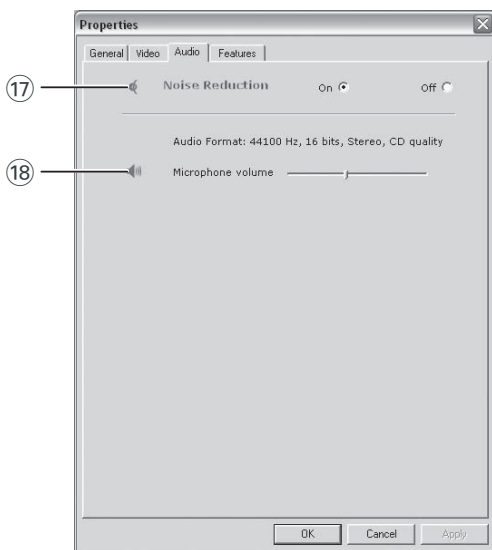 Properties
General Video Audio Features
⑰ Noise Reduction On Off
Audio Format: 44100 Hz, 16 bits, Stereo, CD quality
⑱ Microphone volume
OK Cancel Apply